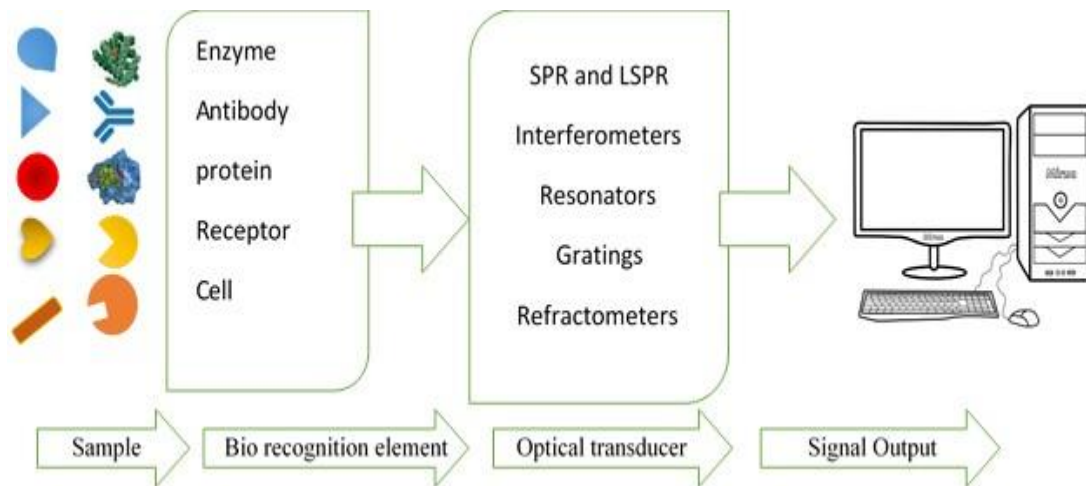 Enzyme
Antibody
protein
Receptor
Cell
SPR and LSPR
Interferometers
Resonators
Gratings
Refractometers
Sample
Bio recognition element
Optical transducer
Signal Output